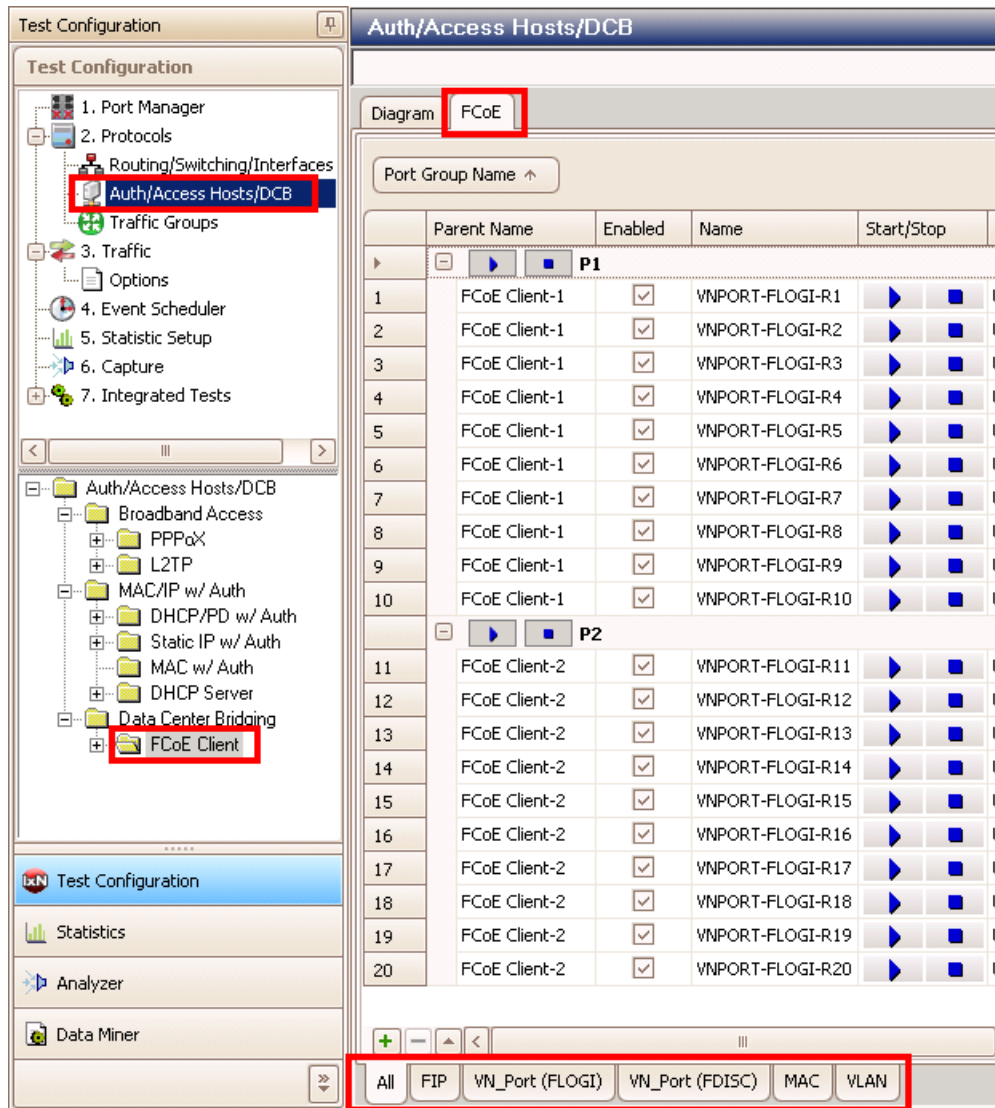 Test Configuration
Test Configuration
1. Port Manager
2. Protocols
Routing/Switching/Interfaces
Auth/Access Hosts/DCB
Traffic Groups
3. Traffic
Options
4. Event Scheduler
5. Statistic Setup
6. Capture
7. Integrated Tests
Auth/Access Hosts/DCB
Broadband Access
PPPoX
L2TP
MAC/IP w/ Auth
DHCP/PD w/ Auth
Static IP w/ Auth
MAC w/ Auth
DHCP Server
Data Center Bridging
FCoE Client
IxN Test Configuration
Statistics
Analyzer
Data Miner
Auth/Access Hosts/DCB
Diagram FCoE
Port Group Name
Parent Name Enabled Name Start/Stop
P1
1 FCoE Client-1 VNPORT-FLOGI-R1
2 FCoE Client-1 VNPORT-FLOGI-R2
3 FCoE Client-1 VNPORT-FLOGI-R3
4 FCoE Client-1 VNPORT-FLOGI-R4
5 FCoE Client-1 VNPORT-FLOGI-R5
6 FCoE Client-1 VNPORT-FLOGI-R6
7 FCoE Client-1 VNPORT-FLOGI-R7
8 FCoE Client-1 VNPORT-FLOGI-R8
9 FCoE Client-1 VNPORT-FLOGI-R9
10 FCoE Client-1 VNPORT-FLOGI-R10
P2
11 FCoE Client-2 VNPORT-FLOGI-R11
12 FCoE Client-2 VNPORT-FLOGI-R12
13 FCoE Client-2 VNPORT-FLOGI-R13
14 FCoE Client-2 VNPORT-FLOGI-R14
15 FCoE Client-2 VNPORT-FLOGI-R15
16 FCoE Client-2 VNPORT-FLOGI-R16
17 FCoE Client-2 VNPORT-FLOGI-R17
18 FCoE Client-2 VNPORT-FLOGI-R18
19 FCoE Client-2 VNPORT-FLOGI-R19
20 FCoE Client-2 VNPORT-FLOGI-R20
All FIP VN_Port (FLOGI) VN_Port (FDISC) MAC VLAN